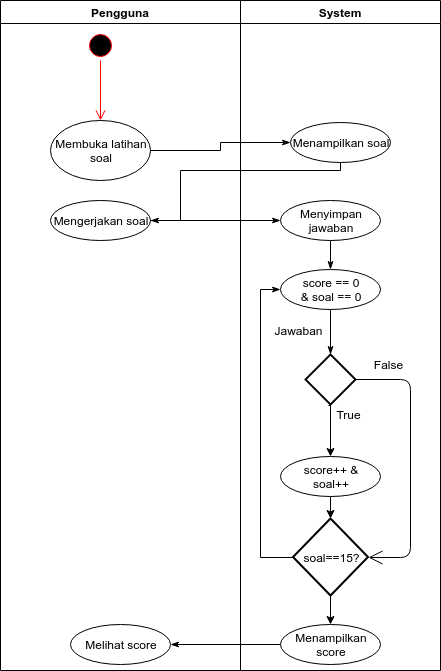 Pengguna
System
Membuka latihan
soal
Menampilkan soal
Mengerjakan soal
Menyimpan
jawaban
score == 0
& soal == 0
Jawaban
False
True
score++ &
soal++
soal==15?
Melihat score
Menampilkan
score